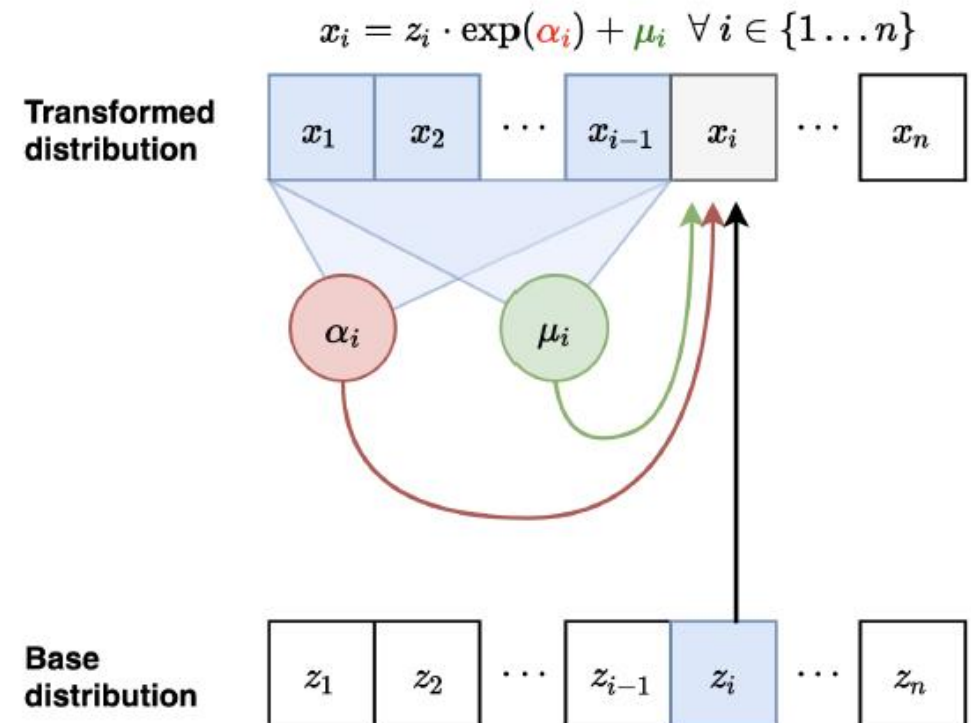 x_i = z_i · exp(α_i) + μ_i ∀ i ∈ {1 … n}
Transformed
distribution
x_1 x_2 ⋯ x_{i−1} x_i ⋯ x_n
α_i μ_i
Base
distribution
z_1 z_2 ⋯ z_{i−1} z_i ⋯ z_n